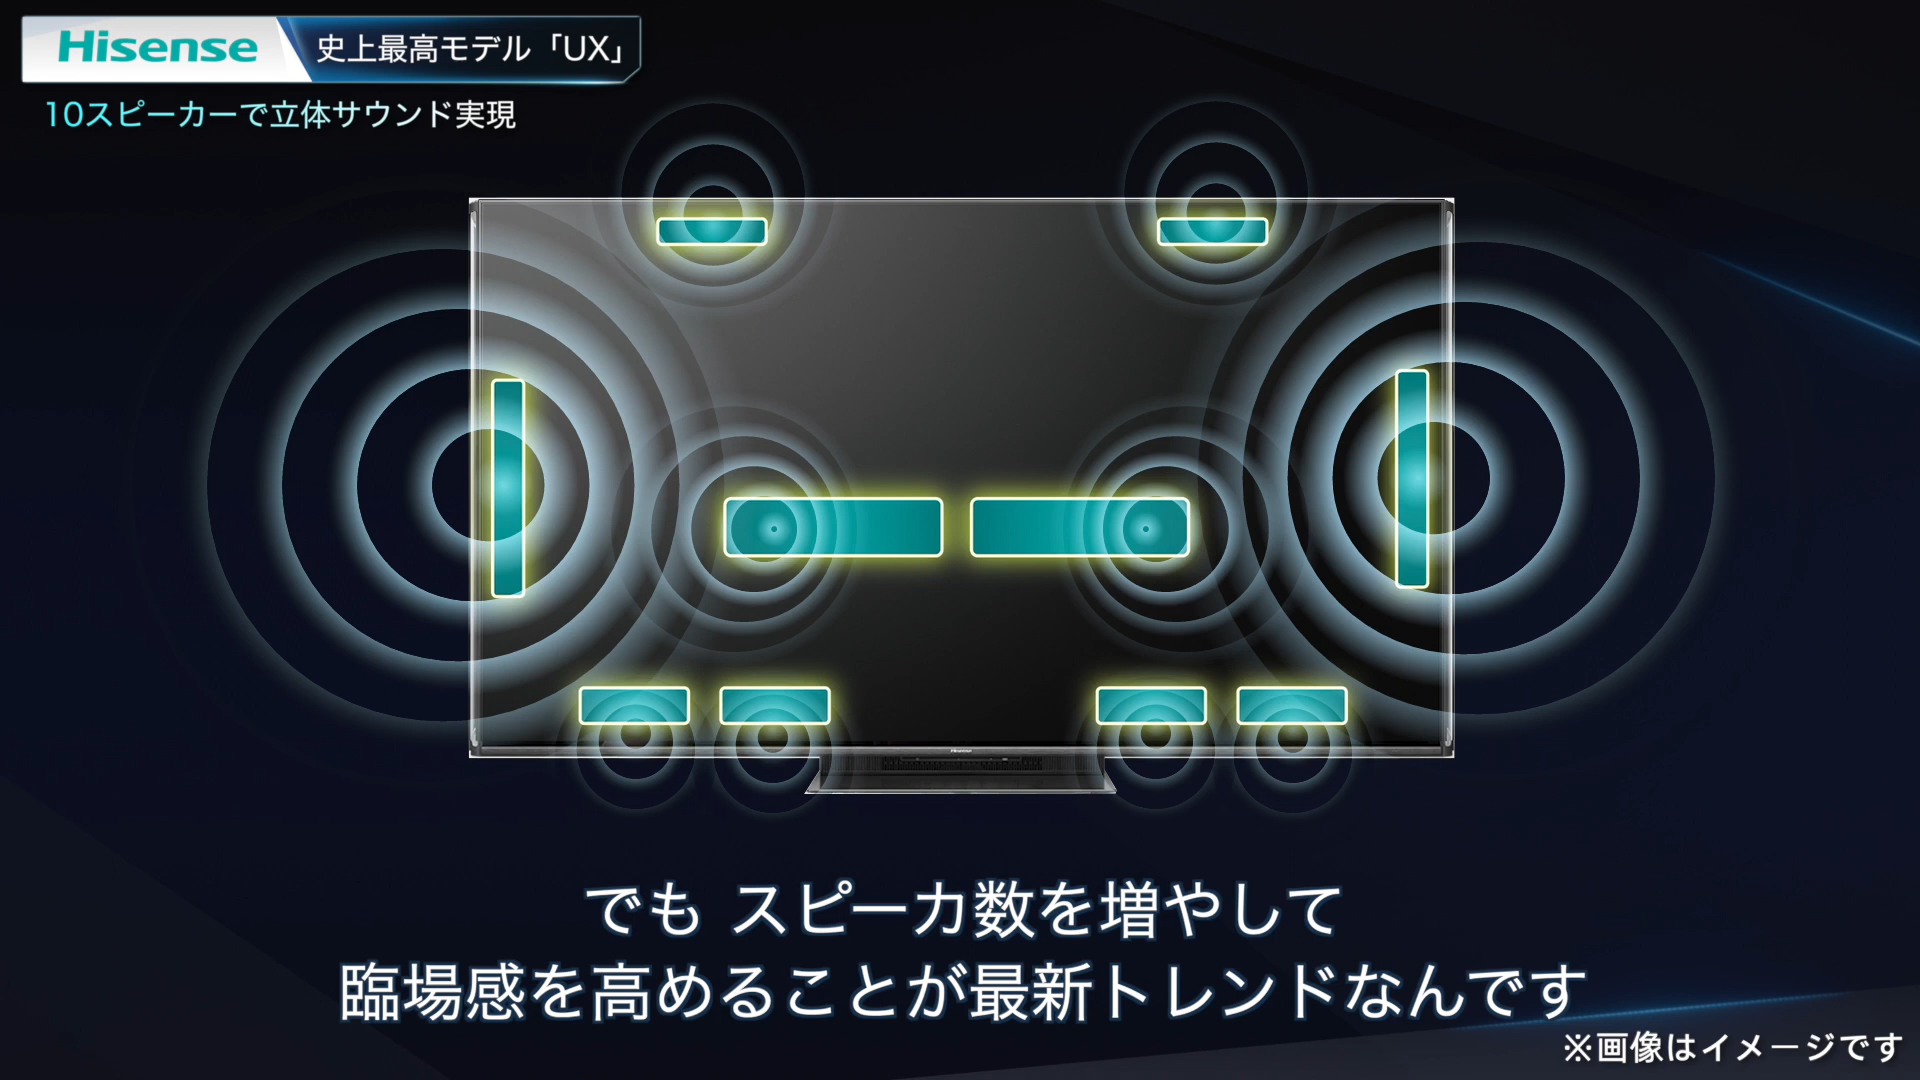 Hisense
史上最高モデル「UX」
10スピーカーで立体サウンド実現
Hisense
でも スピーカ数を増やして
臨場感を高めることが最新トレンドなんです
※画像はイメージです